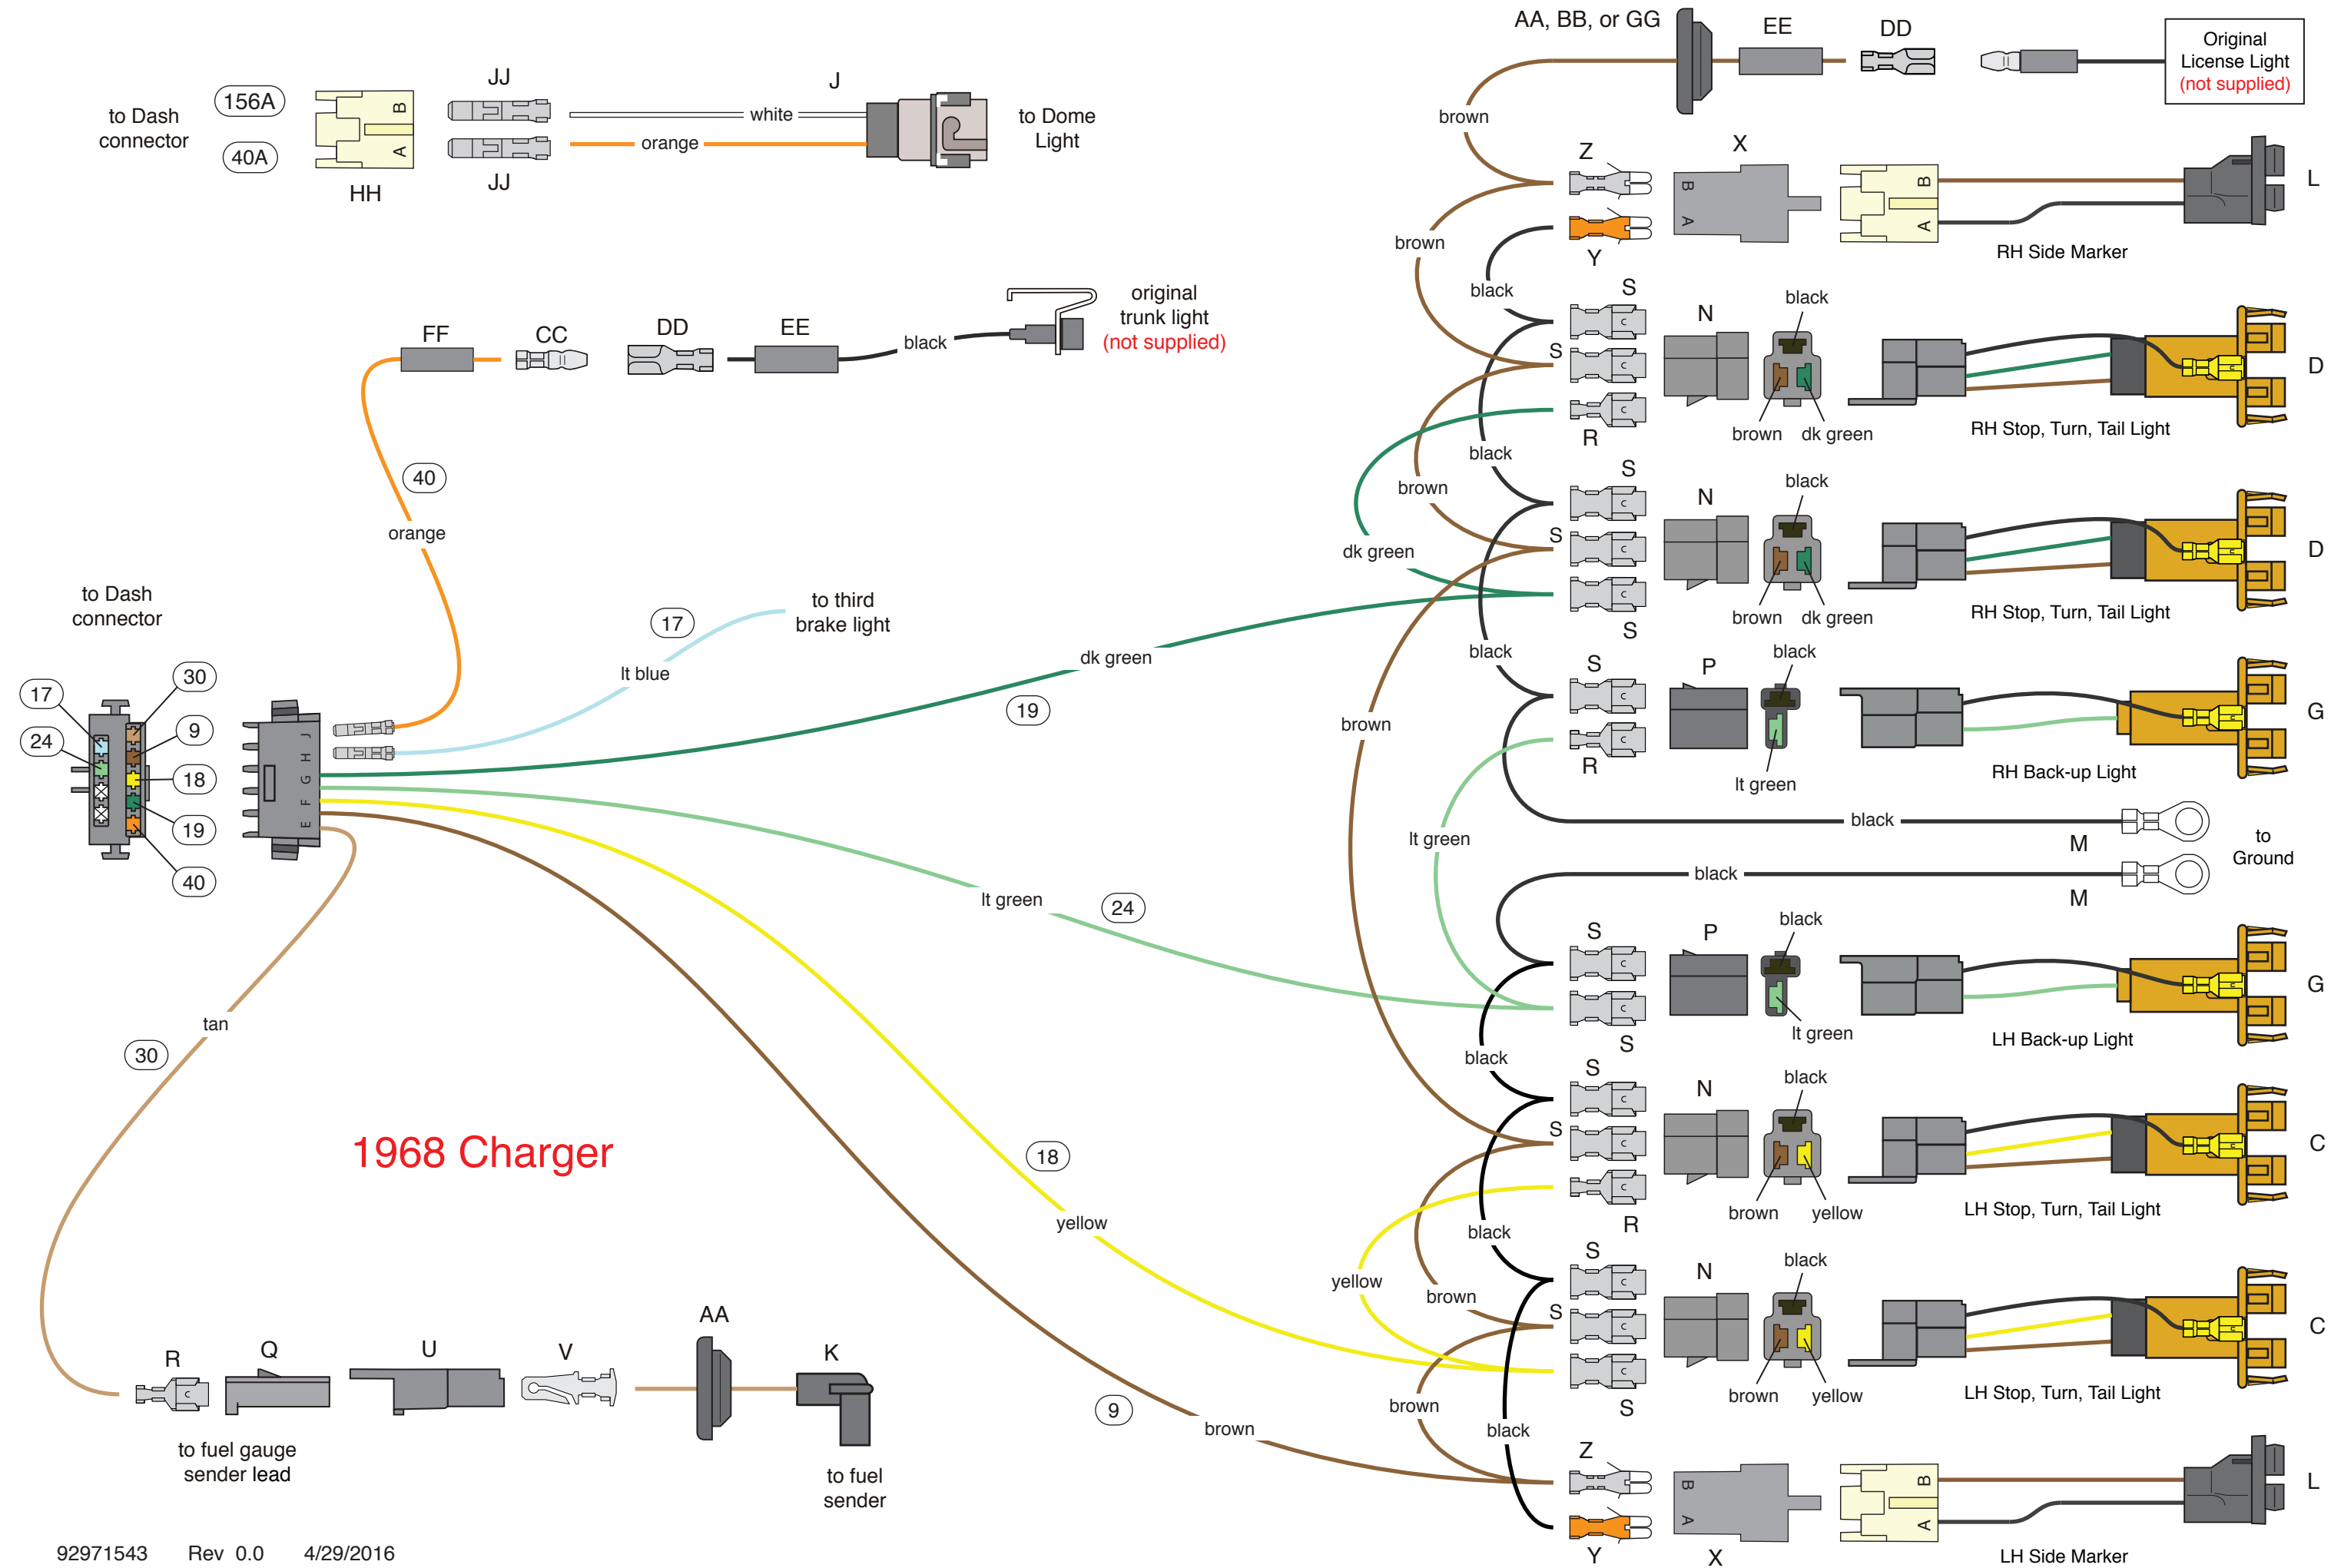 AA, BB, or GG
EE
DD
Original
License Light
(not supplied)
to Dash
connector
156A
40A
B
A
HH
JJ
JJ
white
orange
J
to Dome
Light
brown
Z
Y
X
B
A
B
A
L
RH Side Marker
brown
black
FF
CC
DD
EE
black
original
trunk light
(not supplied)
40
orange
S
S
R
N
black
brown
dk green
D
RH Stop, Turn, Tail Light
black
brown
dk green
S
S
S
N
black
brown
dk green
D
RH Stop, Turn, Tail Light
black
to Dash
connector
17
24
30
9
18
19
40
J
H
G
F
E
17
lt blue
to third
brake light
dk green
19
brown
S
R
P
black
lt green
G
RH Back-up Light
lt green
black
M
to
Ground
black
M
lt green
24
S
S
P
black
lt green
G
LH Back-up Light
black
tan
30
1968 Charger
18
yellow
S
S
R
N
black
brown
yellow
C
LH Stop, Turn, Tail Light
black
yellow
brown
S
S
S
N
black
brown
yellow
C
LH Stop, Turn, Tail Light
brown
black
9
brown
R
Q
U
V
AA
K
to fuel gauge
sender lead
to fuel
sender
Z
Y
X
B
A
B
A
L
LH Side Marker
92971543 Rev 0.0 4/29/2016